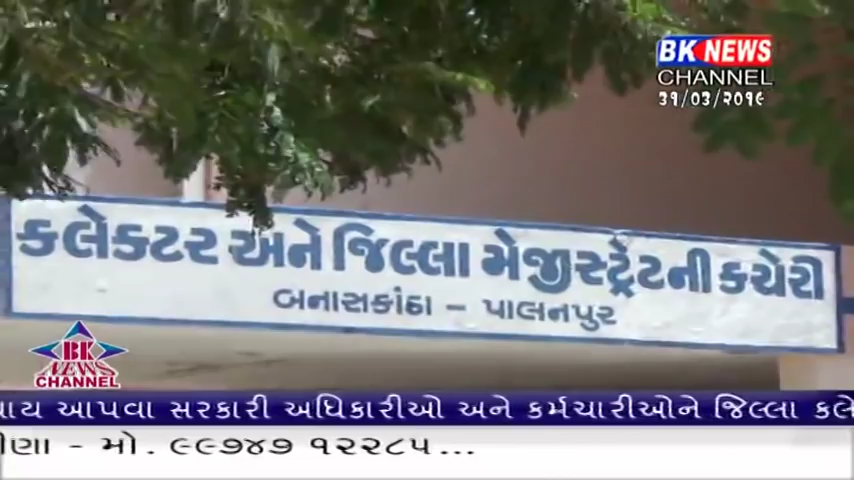 BK NEWS
CHANNEL
૩૧/૦૩/૨૦૧૯
કલેક્ટર અને જિલ્લા મેજીસ્ટ્રેટની કચેરી
બનાસકાંઠા - પાલનપુર
BK
NEWS
CHANNEL
આપવા સરકારી અધિકારીઓ અને કર્મચારીઓને જિલ્લા
- મો. ૯૯૭૪૭ ૧૨૨૮૫...